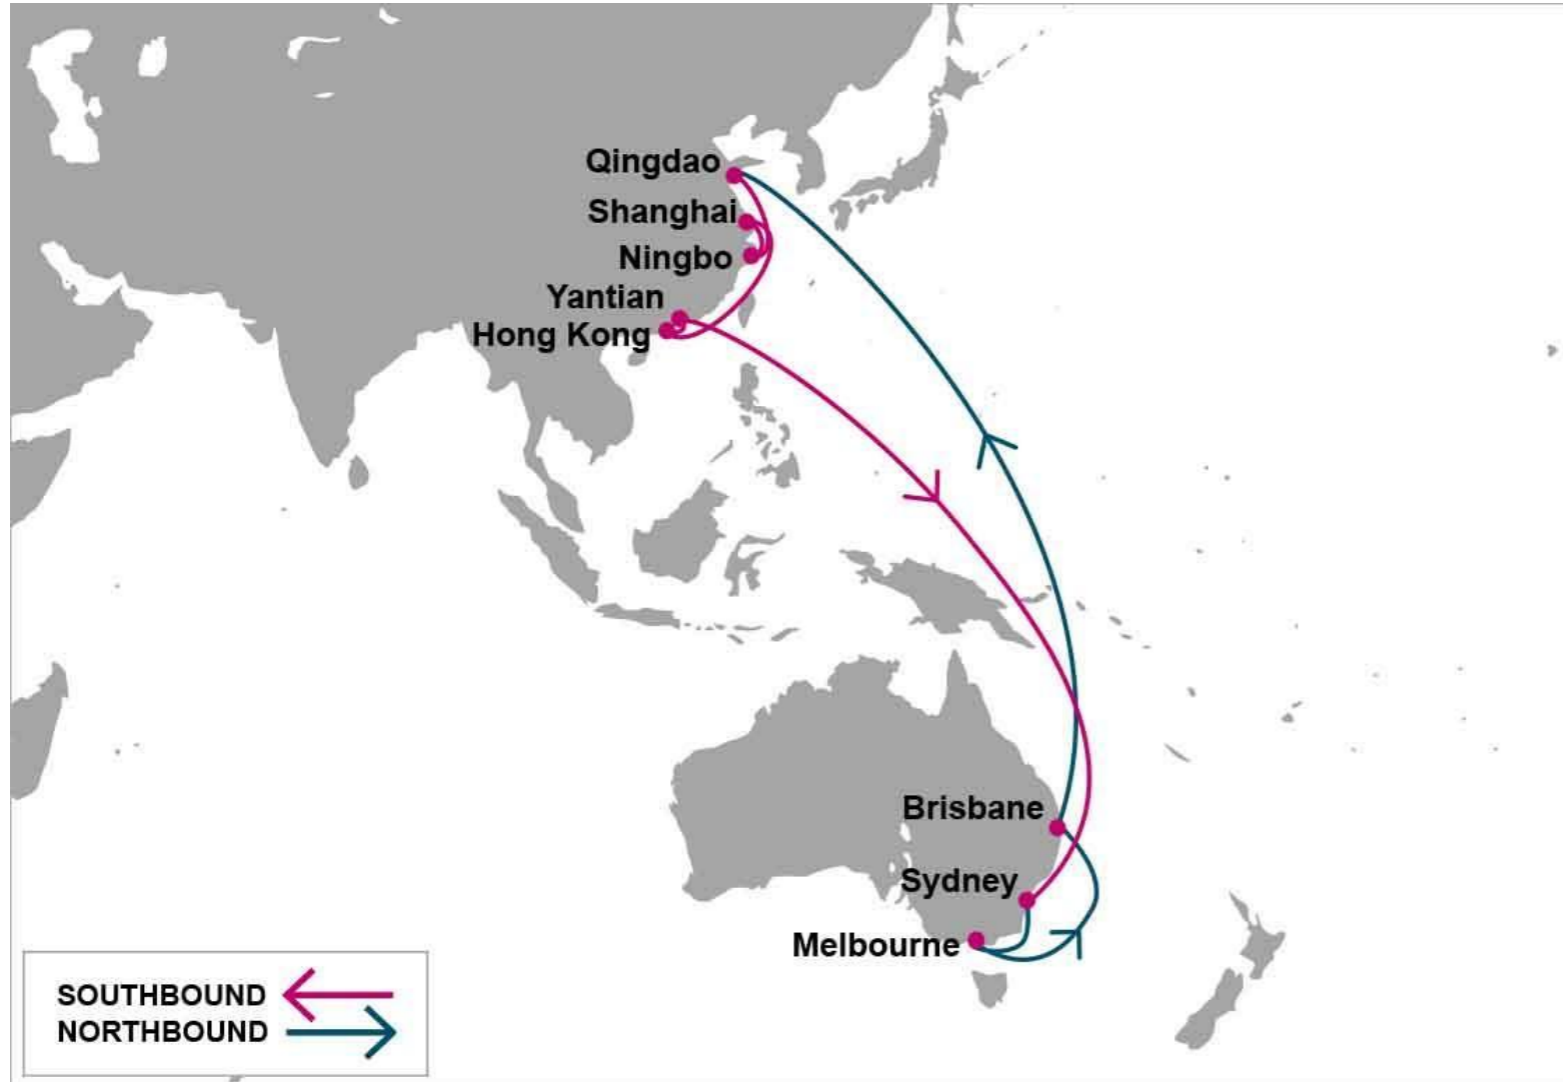 Qingdao
Shanghai
Ningbo
Yantian
Hong Kong
Brisbane
Sydney
Melbourne
SOUTHBOUND
NORTHBOUND